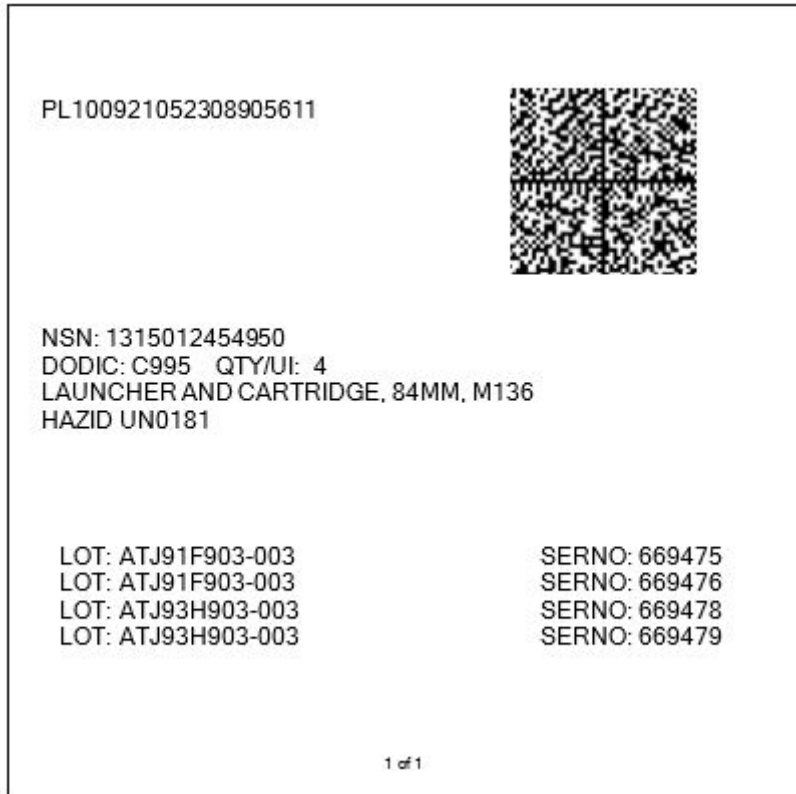 PL100921052308905611
NSN: 1315012454950
DODIC: C995 QTY/UI: 4
LAUNCHER AND CARTRIDGE, 84MM, M136
HAZID UN0181
LOT: ATJ91F903-003 SERNO: 669475
LOT: ATJ91F903-003 SERNO: 669476
LOT: ATJ93H903-003 SERNO: 669478
LOT: ATJ93H903-003 SERNO: 669479
1 of 1